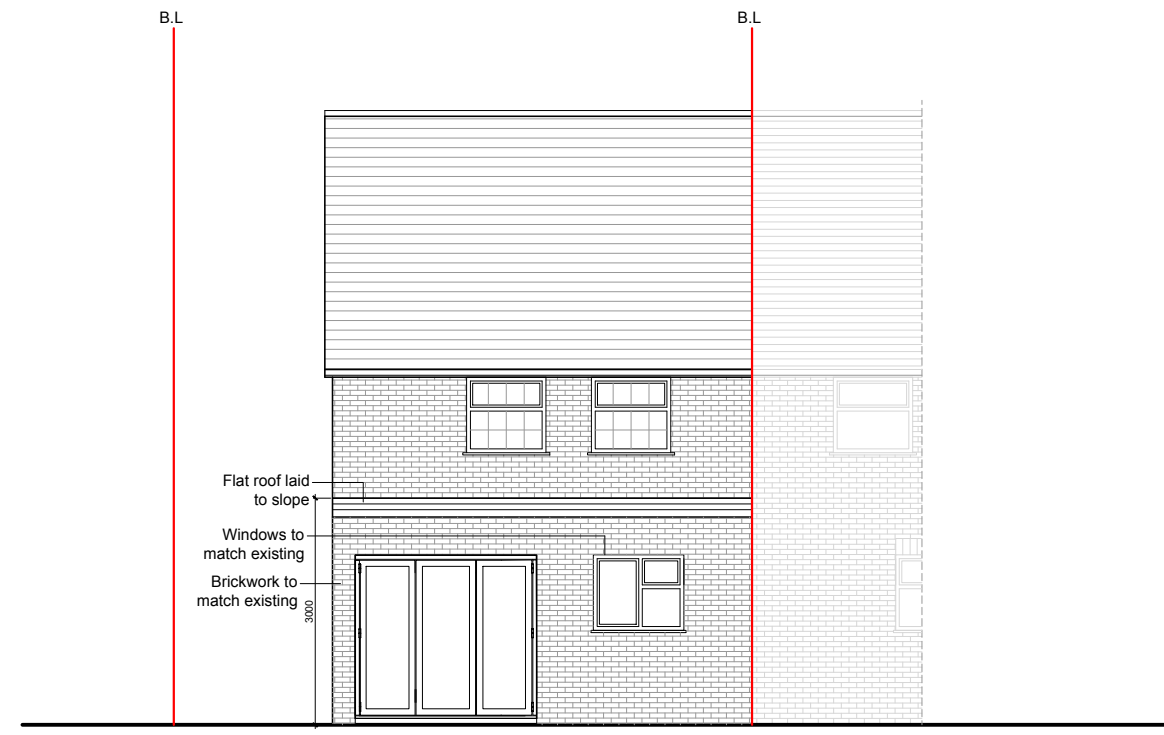 B.L
B.L
Flat roof laid
to slope
Windows to
match existing
Brickwork to
match existing
3000